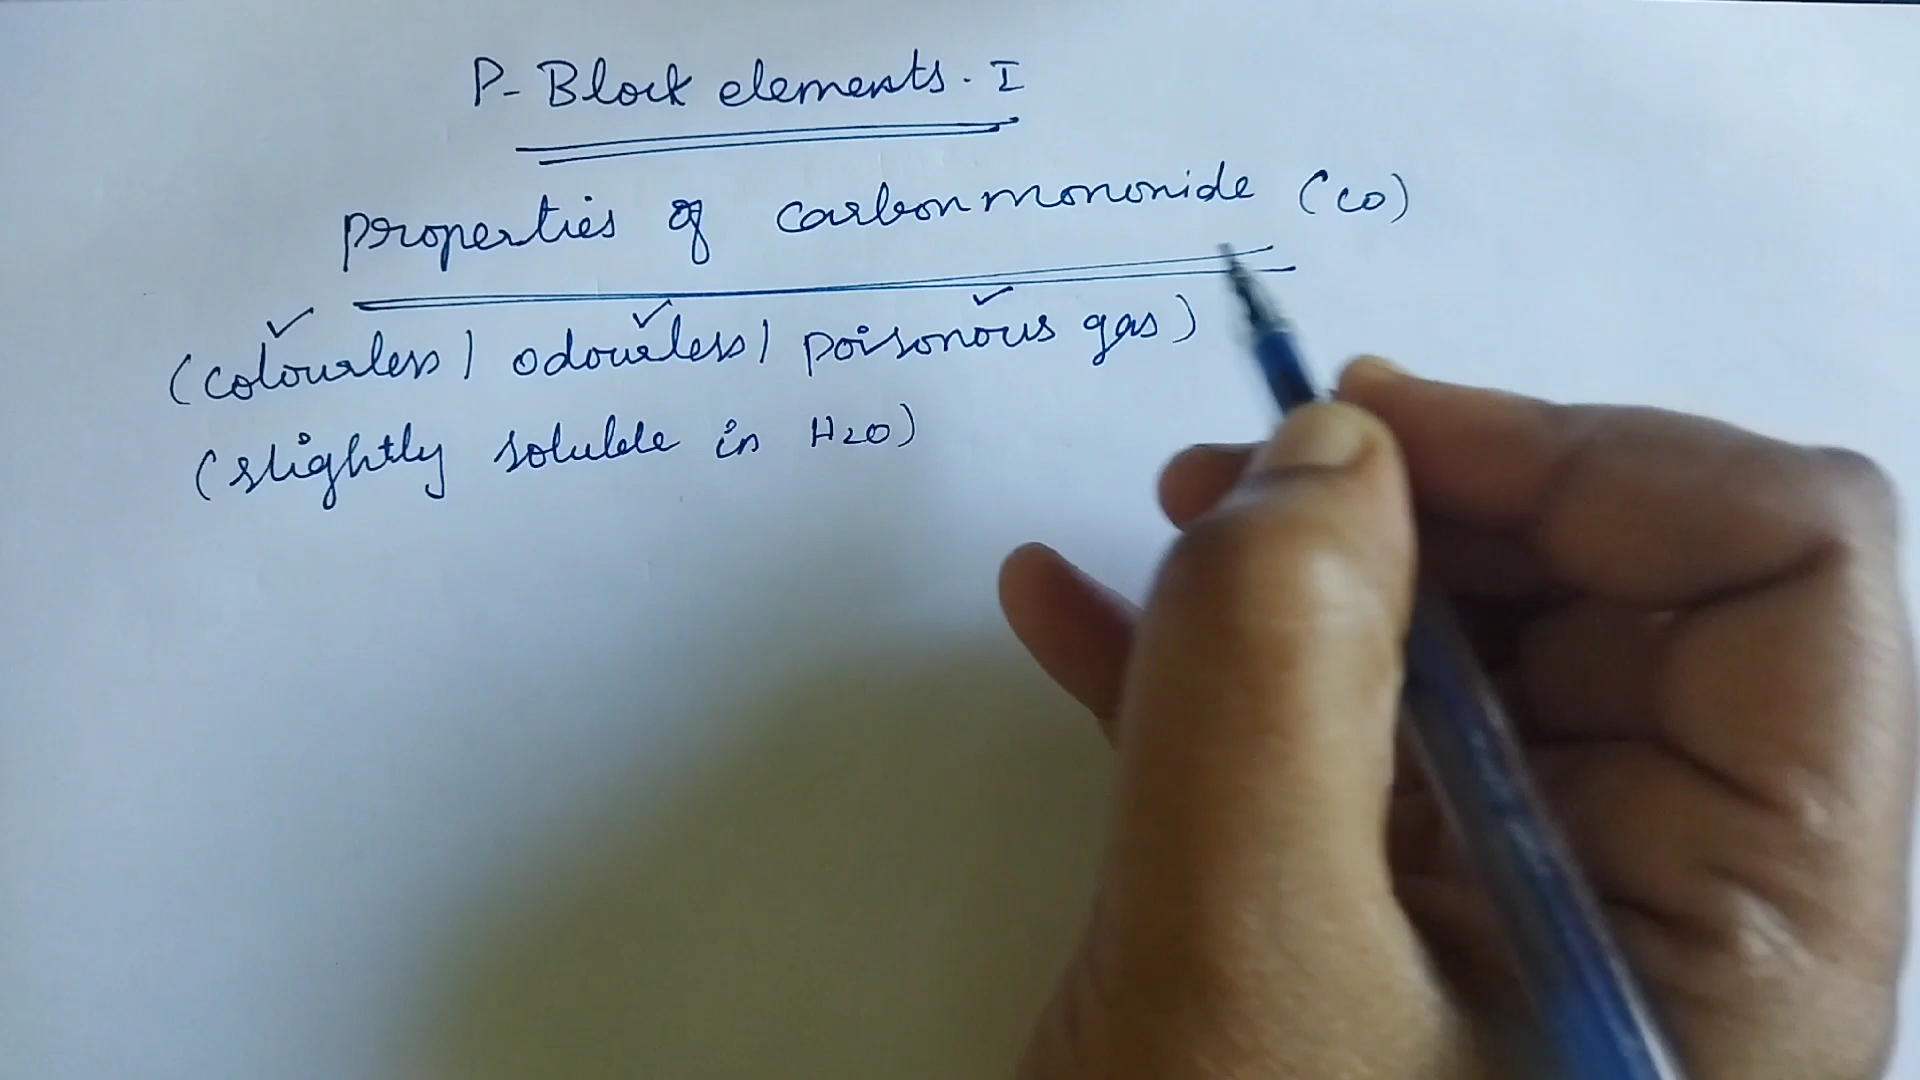 P-Block elements. I
Properties of carbonmonoxide (CO)
(colourless / odourless / poisonous gas)
(slightly soluble in H2O)